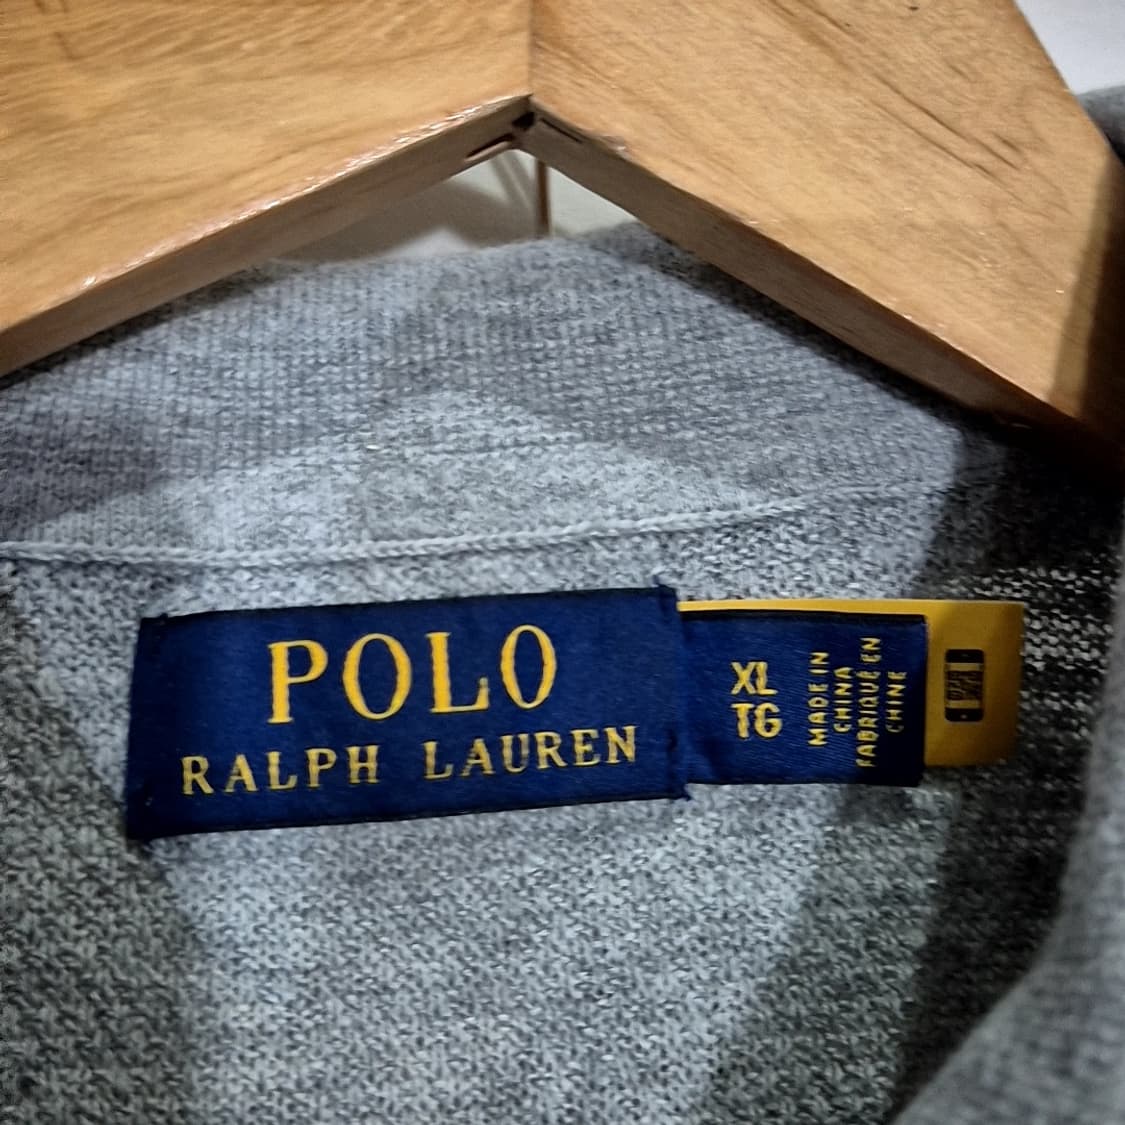 POLO
RALPH LAUREN
XL
TG
MADE IN
CHINA
FABRIQUÉ EN
CHINE